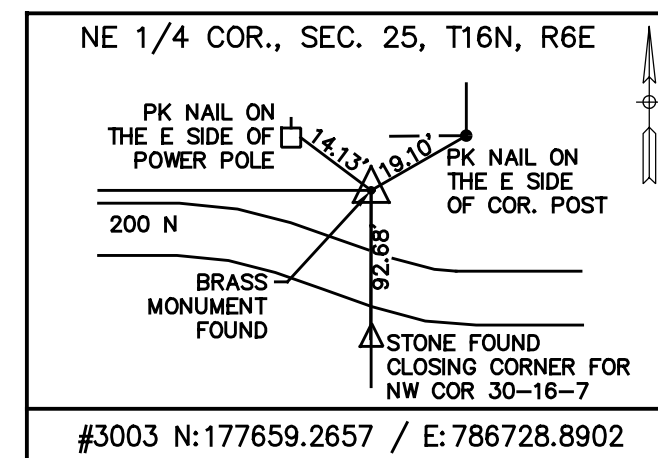 NE 1/4 COR., SEC. 25, T16N, R6E
PK NAIL ON
THE E SIDE OF
POWER POLE
14.13'
19.10'
PK NAIL ON
THE E SIDE
OF COR. POST
200 N
92.68'
BRASS
MONUMENT
FOUND
STONE FOUND
CLOSING CORNER FOR
NW COR 30-16-7
#3003 N:177659.2657 / E:786728.8902